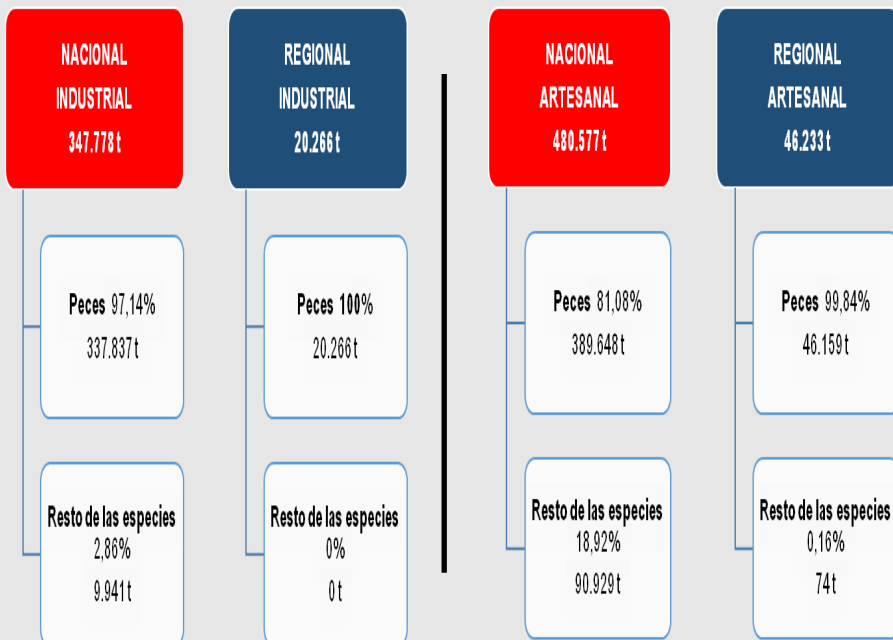 NACIONAL
INDUSTRIAL
347.778 t
Peces 97,14%
337.837 t
Resto de las especies
2,86%
9.941 t
REGIONAL
INDUSTRIAL
20.266 t
Peces 100%
20.266 t
Resto de las especies
0%
0 t
NACIONAL
ARTESANAL
480.577 t
Peces 81,08%
389.648 t
Resto de las especies
18,92%
90.929 t
REGIONAL
ARTESANAL
46.233 t
Peces 99,84%
46.159 t
Resto de las especies
0,16%
74 t